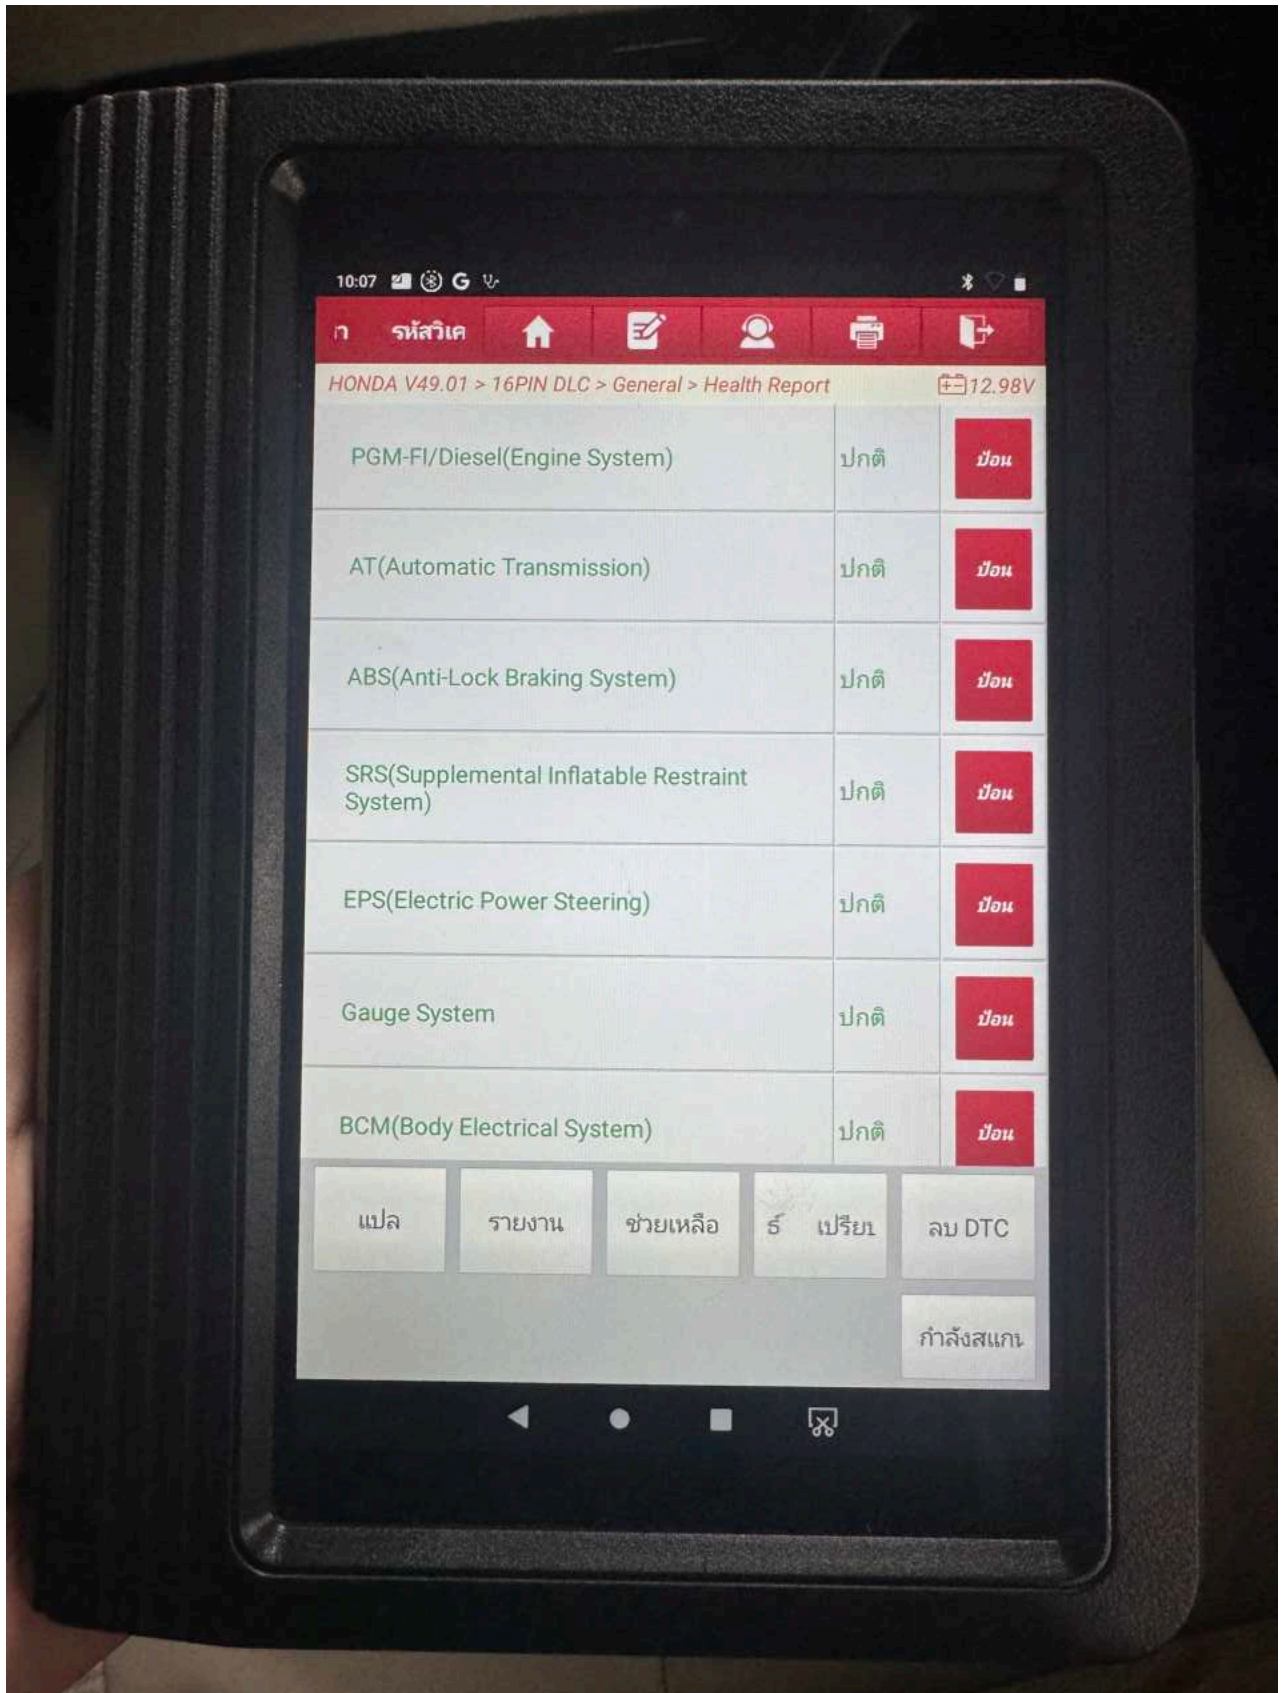 10:07 G
า รหัสวิเค
HONDA V49.01 > 16PIN DLC > General > Health Report 12.98V
PGM-FI/Diesel(Engine System) ปกติ ป้อน
AT(Automatic Transmission) ปกติ ป้อน
ABS(Anti-Lock Braking System) ปกติ ป้อน
SRS(Supplemental Inflatable Restraint
System) ปกติ ป้อน
EPS(Electric Power Steering) ปกติ ป้อน
Gauge System ปกติ ป้อน
BCM(Body Electrical System) ปกติ ป้อน
แปล รายงาน ช่วยเหลือ ธ์ เปรียบ ลบ DTC
กำลังสแกน